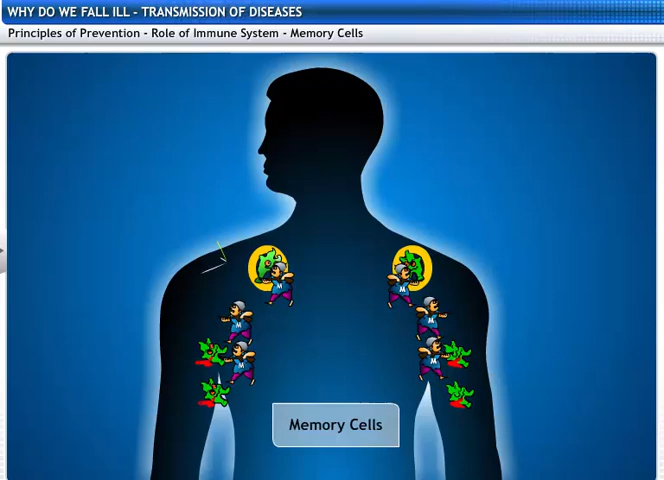 WHY DO WE FALL ILL - TRANSMISSION OF DISEASES
Principles of Prevention - Role of Immune System - Memory Cells
M
M
M
M
M
M
Memory Cells